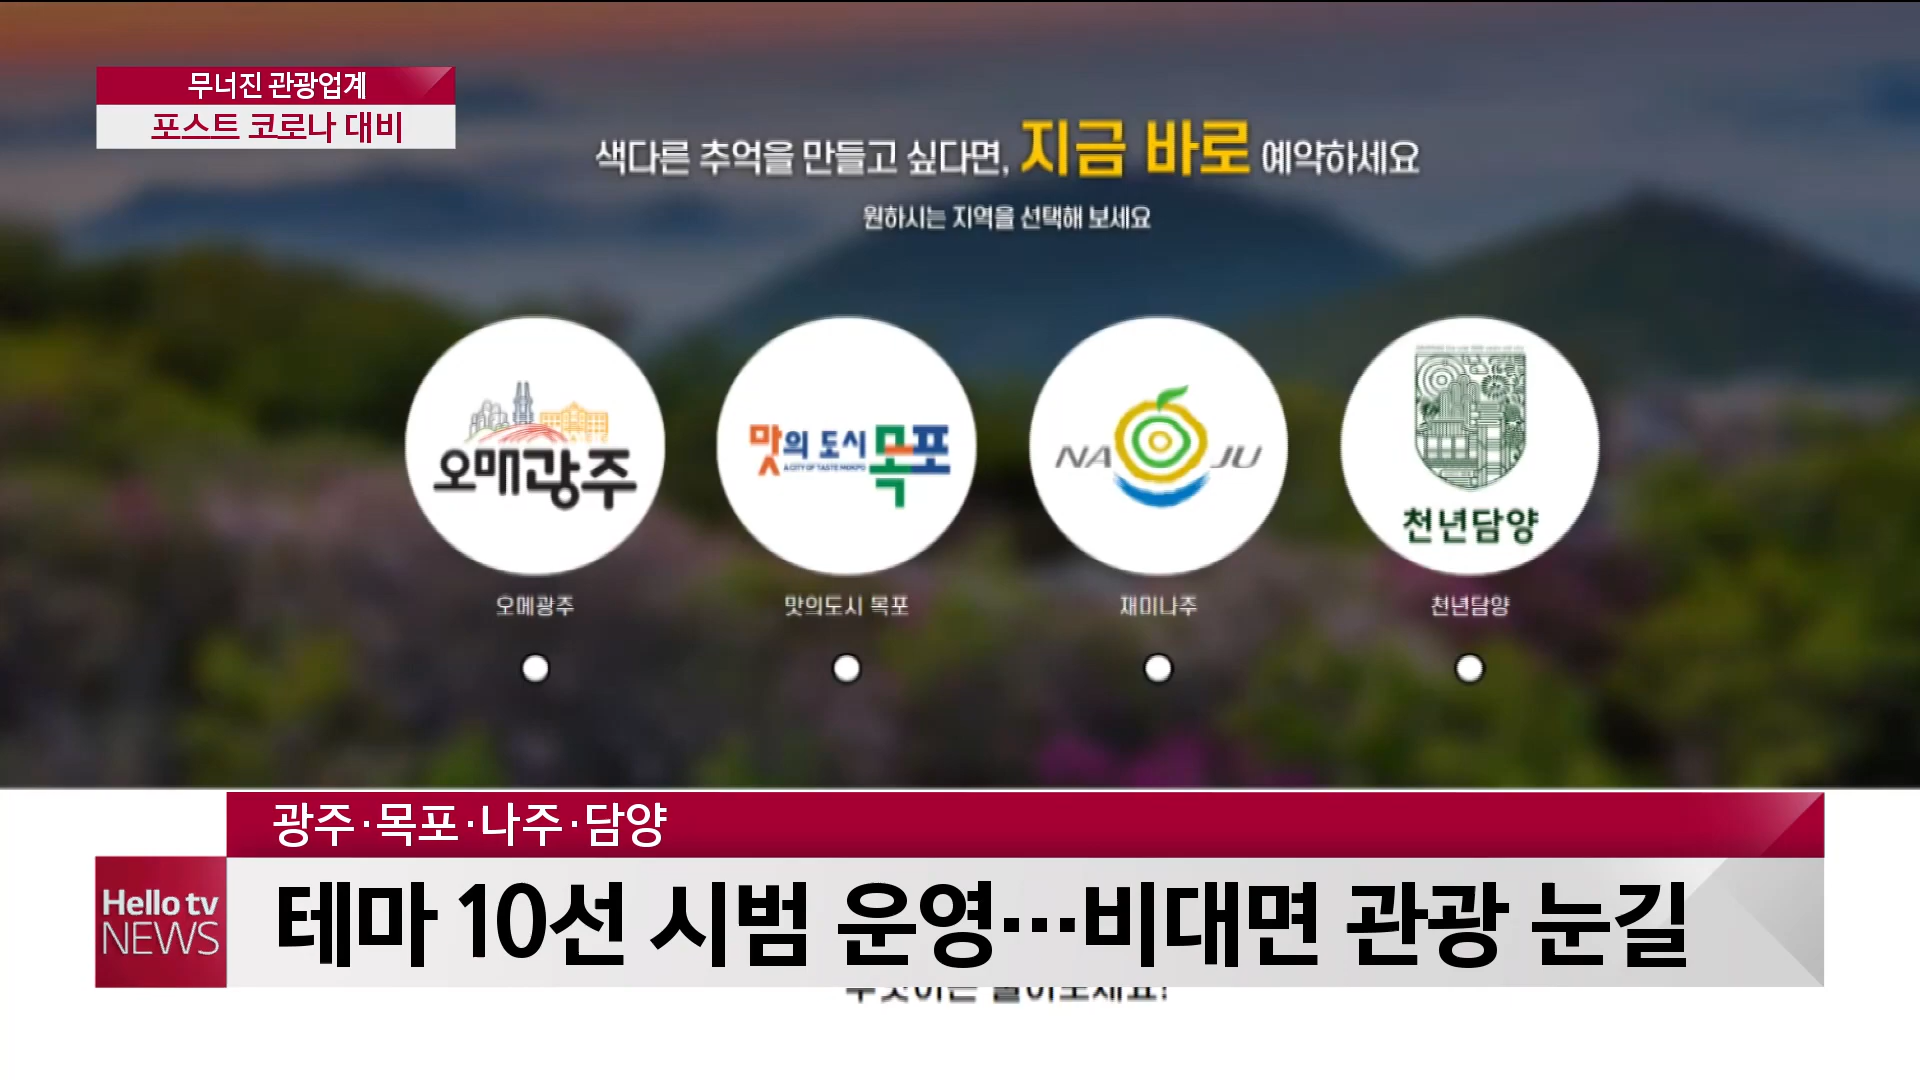 무너진 관광업계
포스트 코로나 대비
색다른 추억을 만들고 싶다면, 지금 바로 예약하세요
원하시는 지역을 선택해 보세요
오매광주
맛의 도시 목포
A CITY OF TASTE MOKPO
NA JU
천년담양
오메광주
맛의도시 목포
재미나주
천년담양
광주·목포·나주·담양
Hello tv
NEWS
테마 10선 시범 운영···비대면 관광 눈길